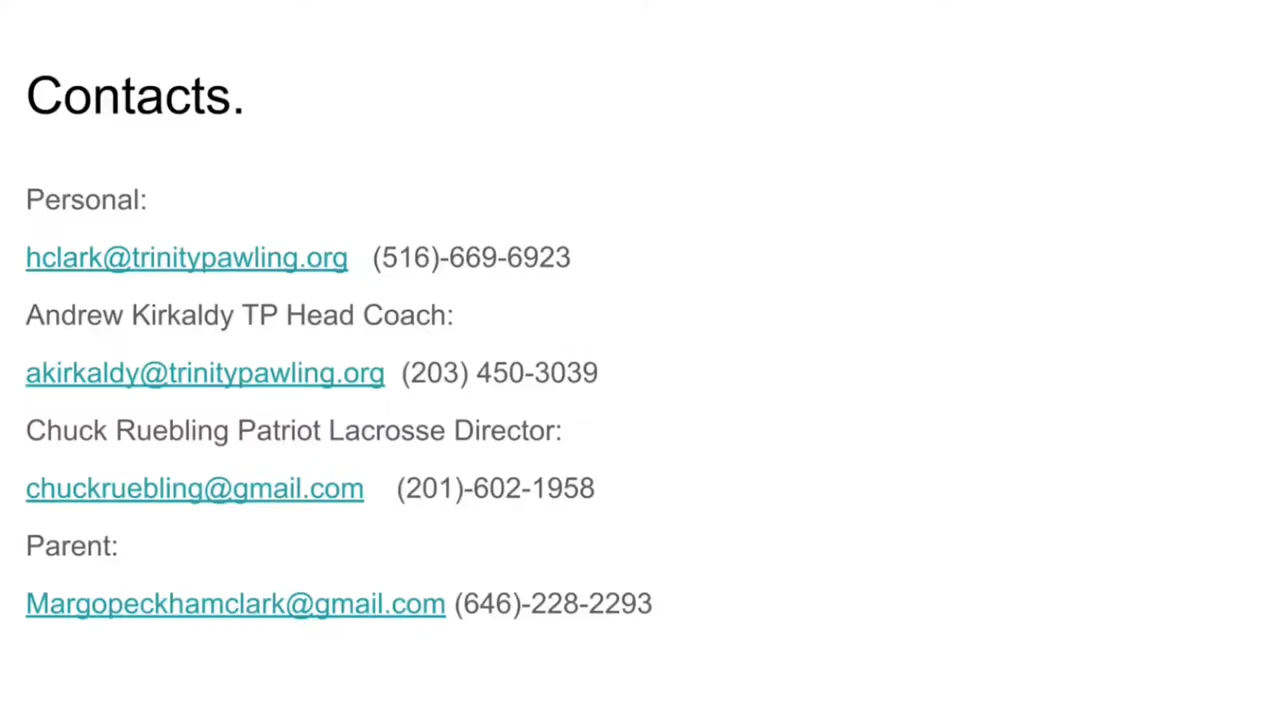 Contacts.
Personal:
hclark@trinitypawling.org (516)-669-6923
Andrew Kirkaldy TP Head Coach:
akirkaldy@trinitypawling.org (203) 450-3039
Chuck Ruebling Patriot Lacrosse Director:
chuckruebling@gmail.com (201)-602-1958
Parent:
Margopeckhamclark@gmail.com (646)-228-2293